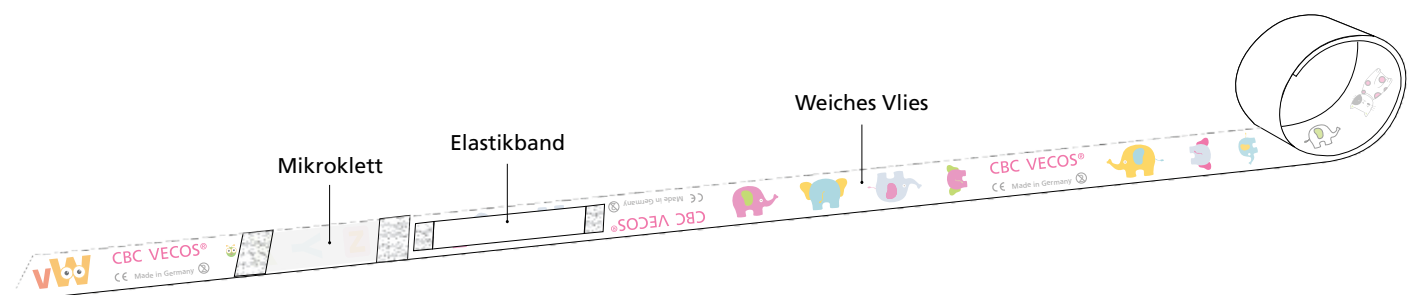 Weiches Vlies
Elastikband
Mikroklett
vW
CBC VECOS®
CE Made in Germany
CBC VECOS®
CE Made in Germany
CBC VECOS®
CE Made in Germany